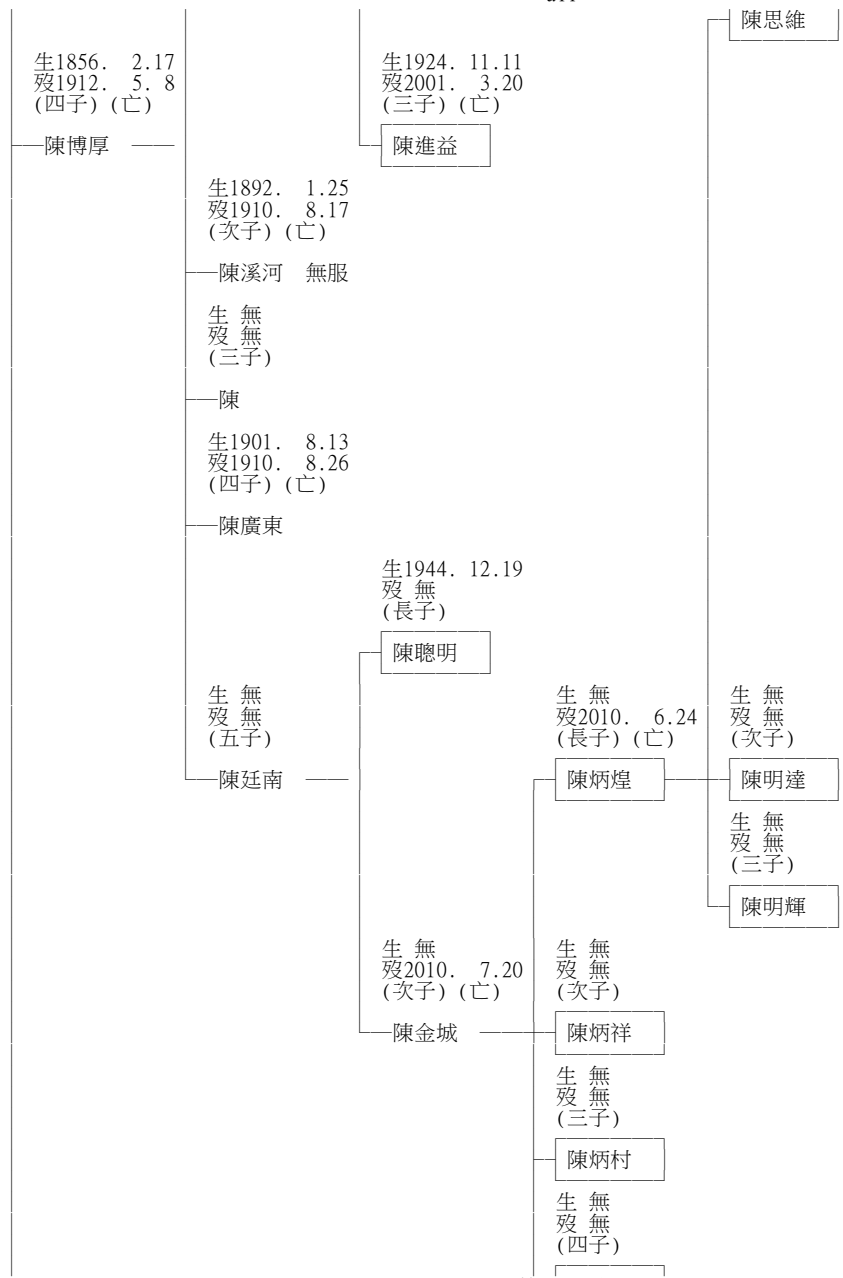 陳思維
生1856. 2.17
歿1912. 5. 8
(四子)(亡)
陳博厚
生1924. 11.11
歿2001. 3.20
(三子)(亡)
陳進益
生1892. 1.25
歿1910. 8.17
(次子)(亡)
陳溪河 無服
生 無
歿 無
(三子)
陳
生1901. 8.13
歿1910. 8.26
(四子)(亡)
陳廣東
生1944. 12.19
歿 無
(長子)
陳聰明
生 無
歿 無
(五子)
陳廷南
生 無
歿2010. 6.24
(長子)(亡)
陳炳煌
生 無
歿 無
(次子)
陳明達
生 無
歿 無
(三子)
陳明輝
生 無
歿2010. 7.20
(次子)(亡)
陳金城
生 無
歿 無
(次子)
陳炳祥
生 無
歿 無
(三子)
陳炳村
生 無
歿 無
(四子)